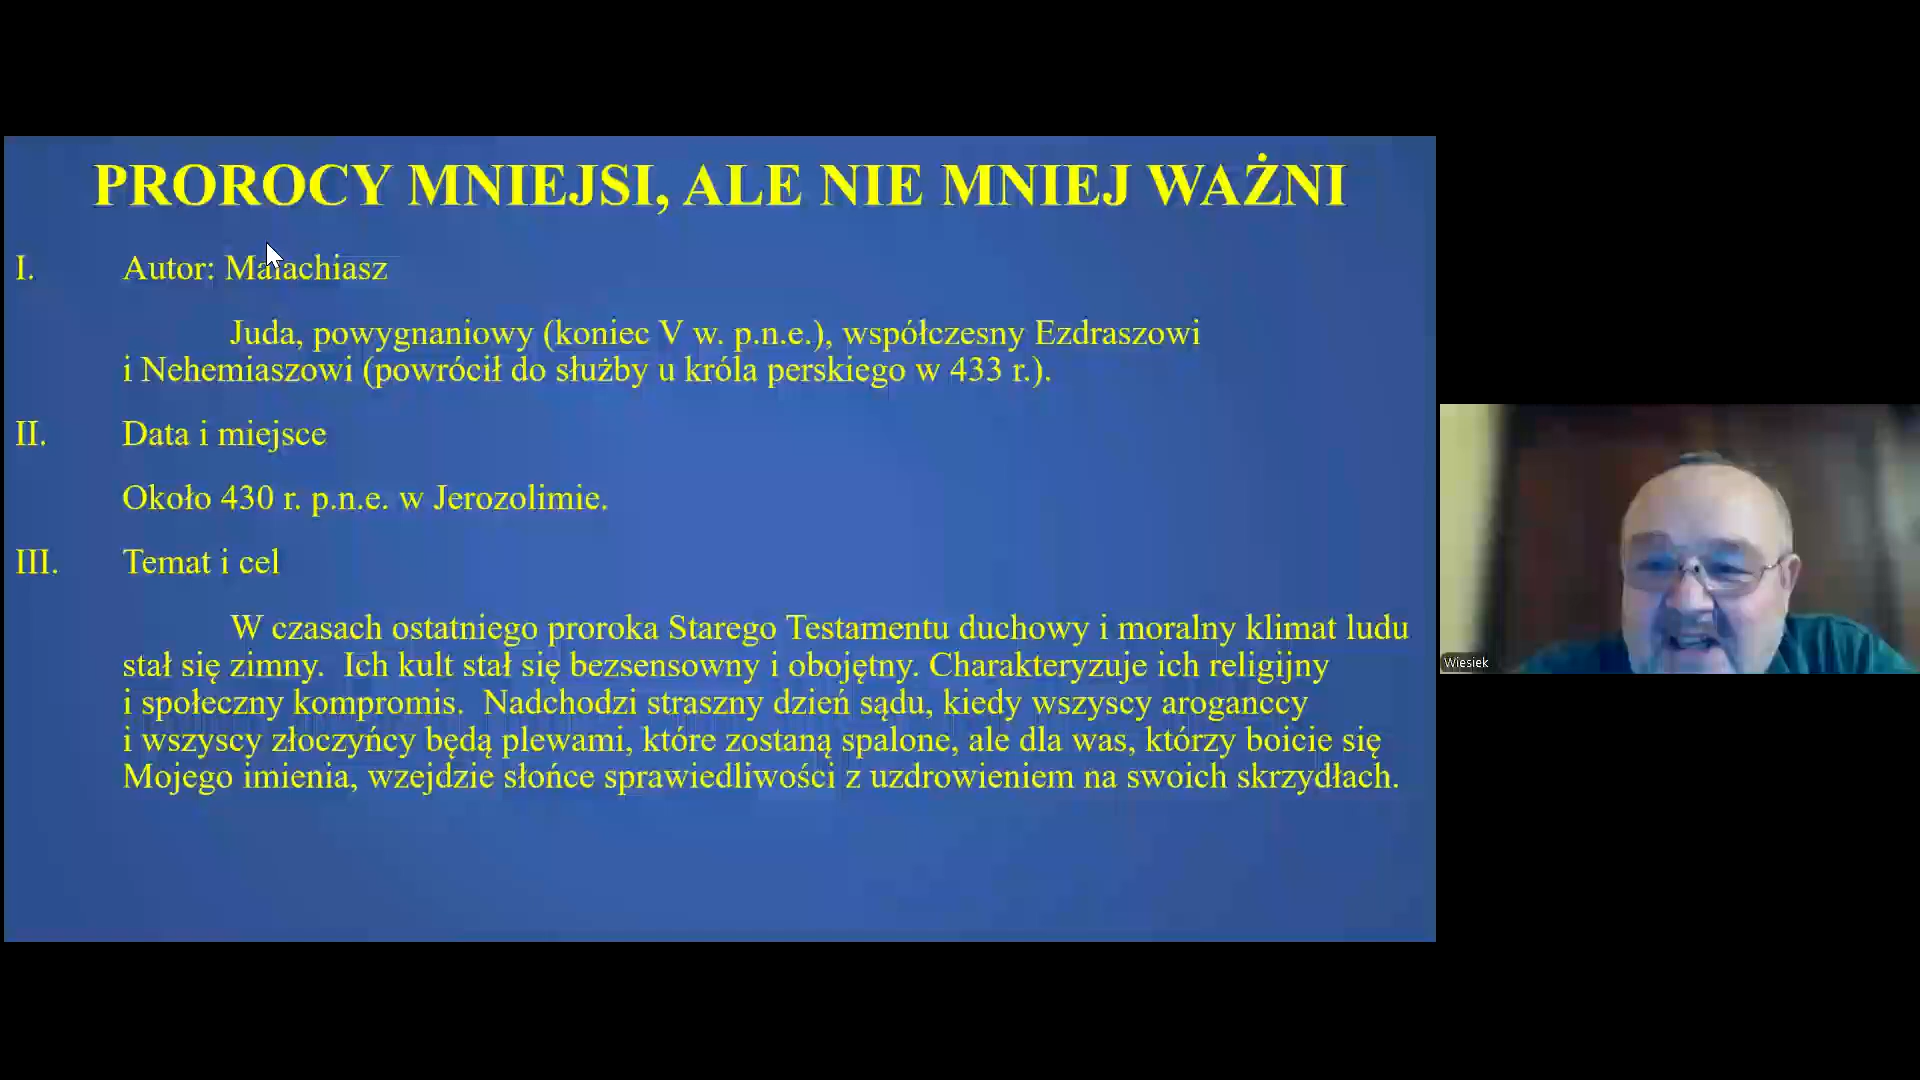 PROROCY MNIEJSI, ALE NIE MNIEJ WAŻNI
I. Autor: Malachiasz
Juda, powygnaniowy (koniec V w. p.n.e.), współczesny Ezdraszowi
i Nehemiaszowi (powrócił do służby u króla perskiego w 433 r.).
II. Data i miejsce
Około 430 r. p.n.e. w Jerozolimie.
III. Temat i cel
W czasach ostatniego proroka Starego Testamentu duchowy i moralny klimat ludu
stał się zimny.  Ich kult stał się bezsensowny i obojętny. Charakteryzuje ich religijny
i społeczny kompromis.  Nadchodzi straszny dzień sądu, kiedy wszyscy aroganccy
i wszyscy złoczyńcy będą plewami, które zostaną spalone, ale dla was, którzy boicie się
Mojego imienia, wzejdzie słońce sprawiedliwości z uzdrowieniem na swoich skrzydłach.
Wiesiek